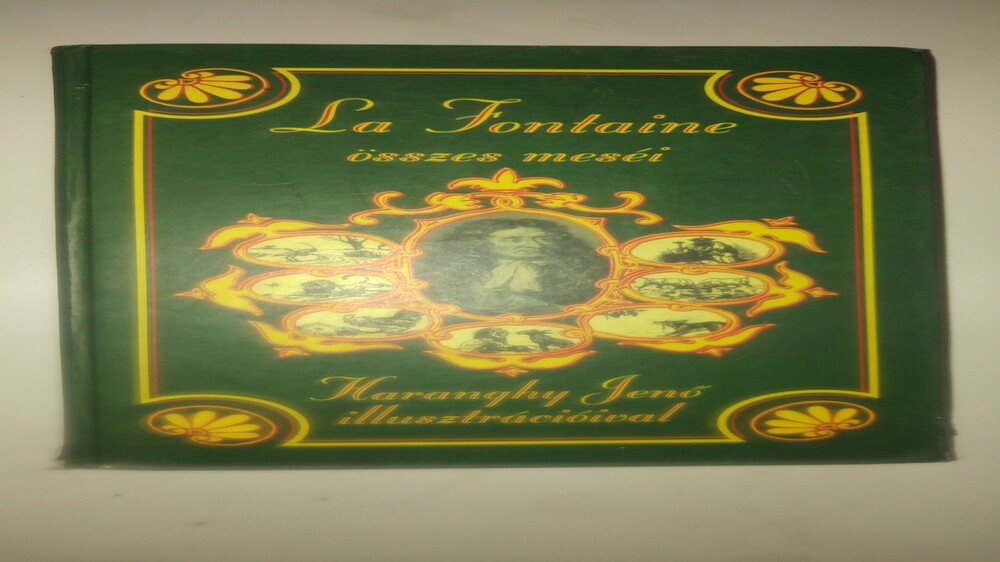 La Fontaine
összes meséi
Haranghy Jenő
illusztrációival